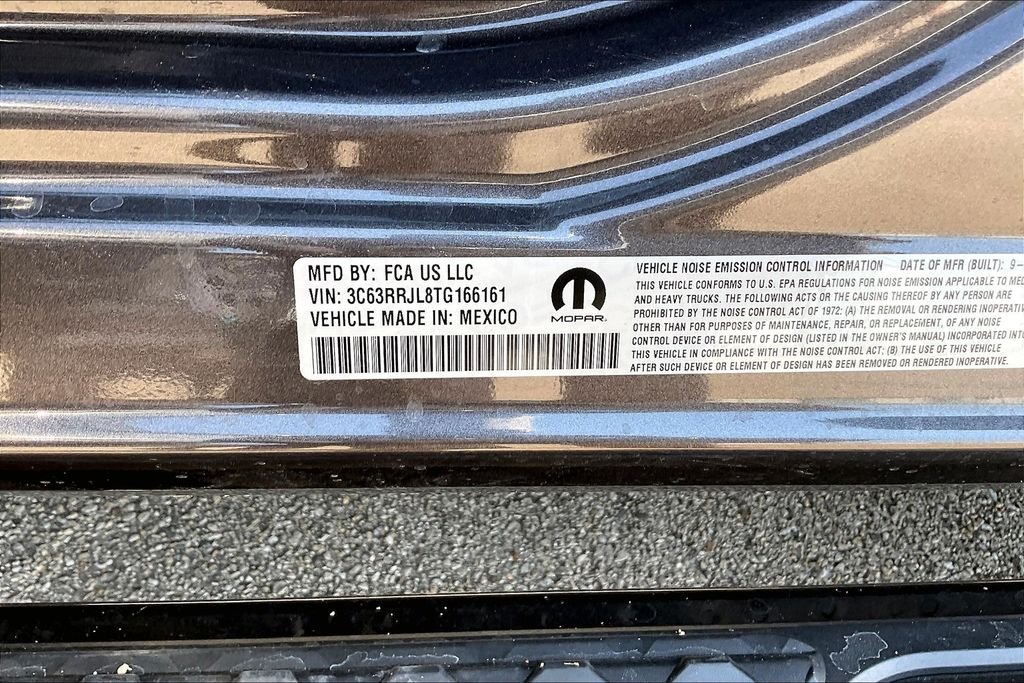 MFD BY: FCA US LLC
VIN: 3C63RRJL8TG166161
VEHICLE MADE IN: MEXICO
MOPAR®
VEHICLE NOISE EMISSION CONTROL INFORMATION DATE OF MFR (BUILT): 9-
THIS VEHICLE CONFORMS TO U.S. EPA REGULATIONS FOR NOISE EMISSION APPLICABLE TO
AND HEAVY TRUCKS. THE FOLLOWING ACTS OR THE CAUSING THEREOF BY ANY PERSON ARE
PROHIBITED BY THE NOISE CONTROL ACT OF 1972: (A) THE REMOVAL OR RENDERING
OTHER THAN FOR PURPOSES OF MAINTENANCE, REPAIR, OR REPLACEMENT, OF ANY NOISE
CONTROL DEVICE OR ELEMENT OF DESIGN (LISTED IN THE OWNER'S MANUAL) INCORPORATED
THIS VEHICLE IN COMPLIANCE WITH THE NOISE CONTROL ACT; (B) THE USE OF THIS VEHICLE
AFTER SUCH DEVICE OR ELEMENT OF DESIGN HAS BEEN REMOVED OR RENDERED INOPERATIVE.